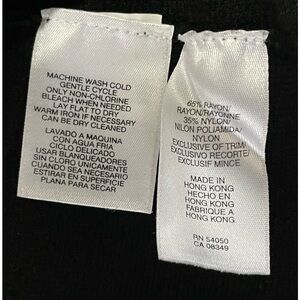 MACHINE WASH COLD
GENTLE CYCLE
ONLY NON-CHLORINE
BLEACH WHEN NEEDED
LAY FLAT TO DRY
WARM IRON IF NECESSARY
CAN BE DRY CLEANED
LAVADO A MAQUINA
CON AGUA FRIA
CICLO DELICADO
USAR BLANQUEADORES
SIN CLORO UNICAMENTE
CUANDO SEA NECESARIO
ESTIRAR EN SUPERFICIE
PLANA PARA SECAR
65% RAYON/
RAYON/RAYONNE
35% NYLON/
NILON POLIAMIDA/
NYLON
EXCLUSIVE OF TRIM/
EXCLUSIVO RECORTE/
EXCLUSIF MINCE
MADE IN
HONG KONG
HECHO EN
HONG KONG
FABRIQUE A
HONG KONG
RN 54050
CA 08349